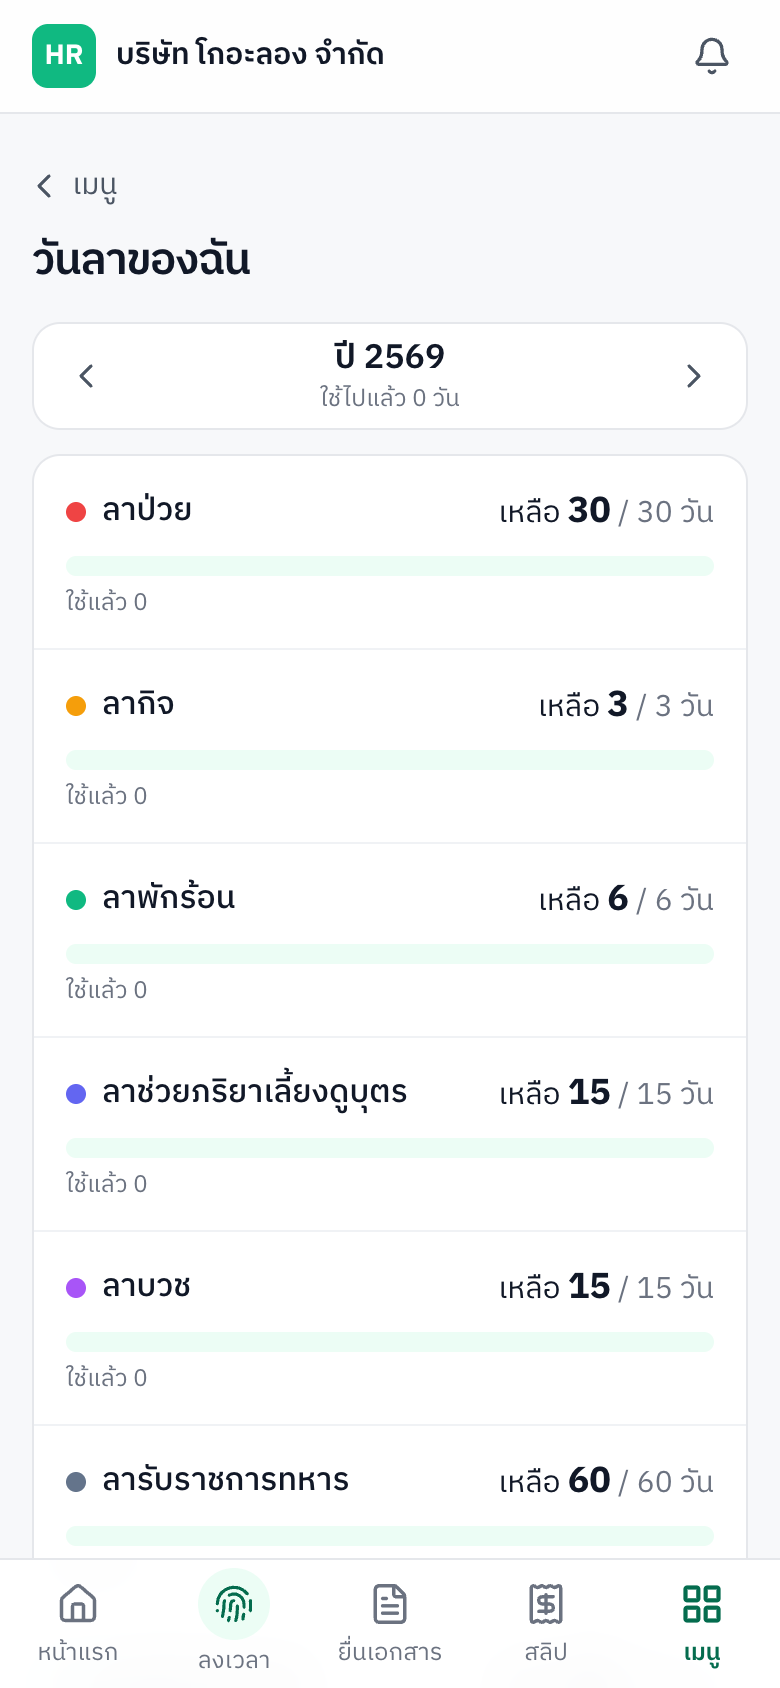 HR บริษัท โกอะลอง จำกัด
เมนู
วันลาของฉัน
ปี 2569
ใช้ไปแล้ว 0 วัน
ลาป่วย เหลือ 30 / 30 วัน
ใช้แล้ว 0
ลากิจ เหลือ 3 / 3 วัน
ใช้แล้ว 0
ลาพักร้อน เหลือ 6 / 6 วัน
ใช้แล้ว 0
ลาช่วยภริยาเลี้ยงดูบุตร เหลือ 15 / 15 วัน
ใช้แล้ว 0
ลาบวช เหลือ 15 / 15 วัน
ใช้แล้ว 0
ลารับราชการทหาร เหลือ 60 / 60 วัน
หน้าแรก ลงเวลา ยื่นเอกสาร สลิป เมนู